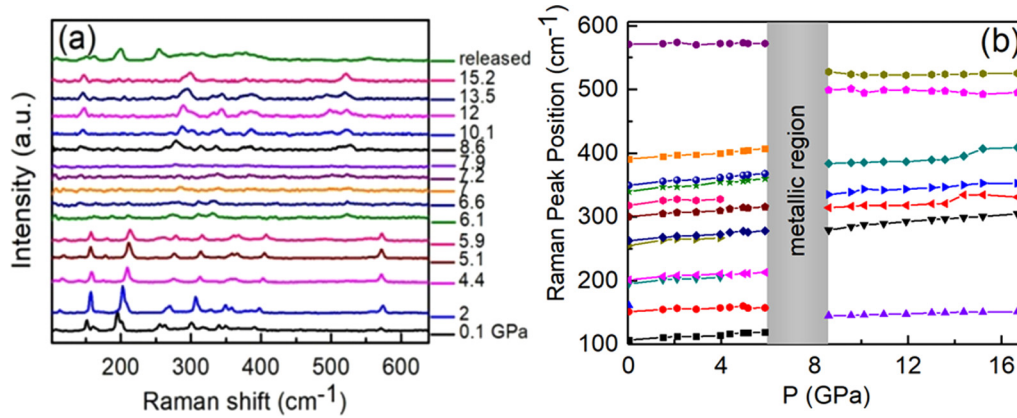 (a)
Intensity (a.u.)
released
15.2
13.5
12
10.1
8.6
7.9
7.2
7
6.6
6.1
5.9
5.1
4.4
2
0.1 GPa
200 300 400 500 600
Raman shift (cm⁻¹)
(b)
Raman Peak Position (cm⁻¹)
600
500
400
300
200
100
metallic region
0 4 8 12 16
P (GPa)